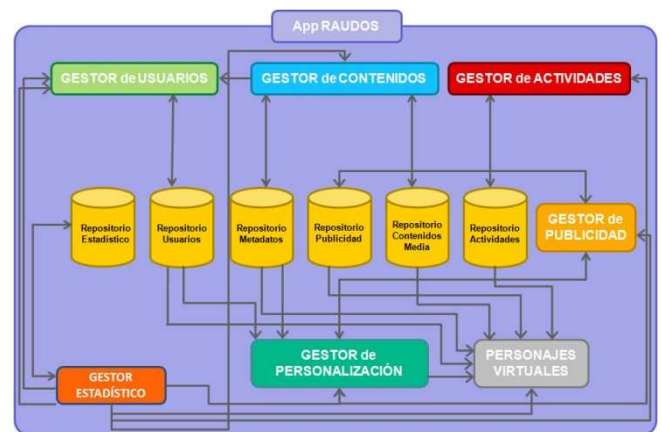 App RAUDOS
GESTOR de USUARIOS
GESTOR de CONTENIDOS
GESTOR de ACTIVIDADES
Repositorio
Estadístico
Repositorio
Usuarios
Repositorio
Metadatos
Repositorio
Publicidad
Repositorio
Contenidos
Media
Repositorio
Actividades
GESTOR de
PUBLICIDAD
GESTOR de
PERSONALIZACIÓN
PERSONAJES
VIRTUALES
GESTOR
ESTADÍSTICO